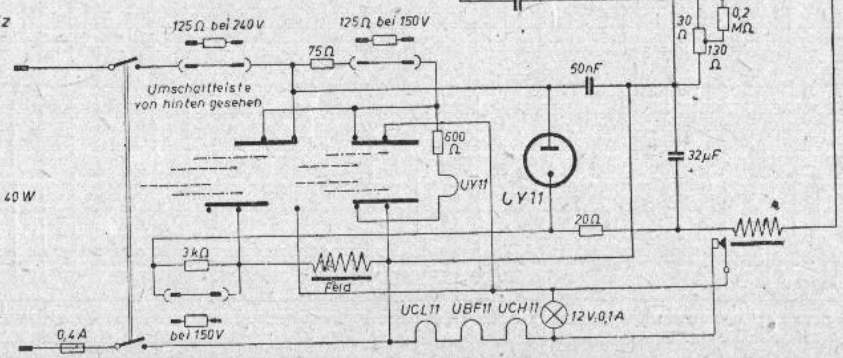 z
125Ω bei 240V
125Ω bei 150V
30
Ω
0,2
MΩ
130
Ω
75Ω
50nF
Umschaltleiste
von hinten gesehen
600
Ω
32µF
UY11
UY11
40 W
20Ω
3kΩ
Feld
UCL11
UBF11
UCH11
12V.0,1A
0,4A
bei 150V